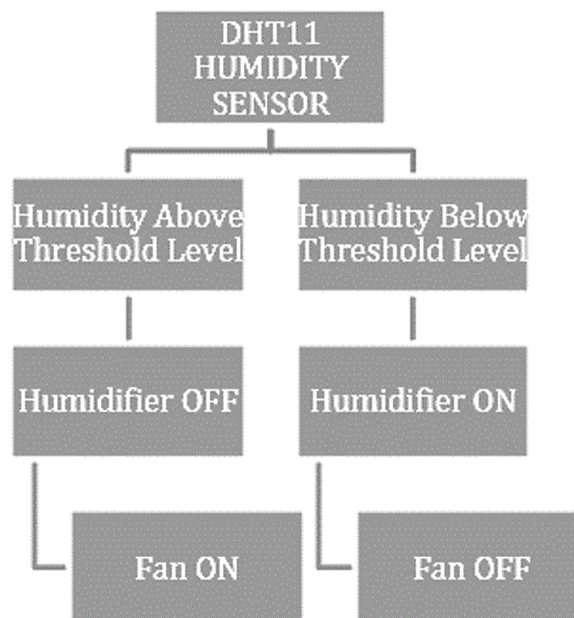 DHT11
HUMIDITY
SENSOR
Humidity Above
Threshold Level
Humidity Below
Threshold Level
Humidifier OFF
Humidifier ON
Fan ON
Fan OFF